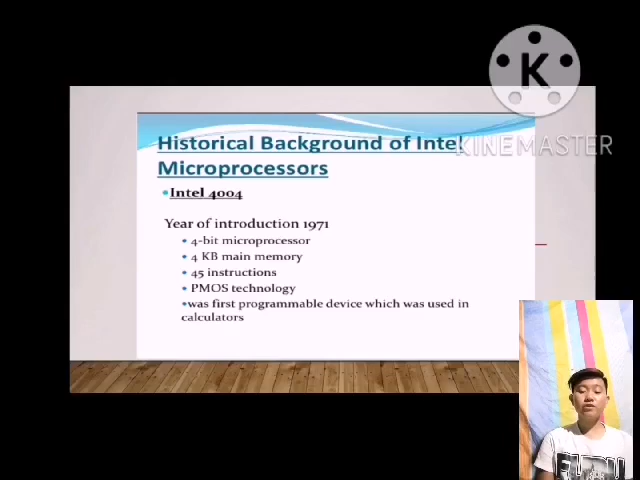 K
KINEMASTER
Historical Background of Intel
Microprocessors
Intel 4004
Year of introduction 1971
4-bit microprocessor
4 KB main memory
45 instructions
PMOS technology
was first programmable device which was used in
calculators